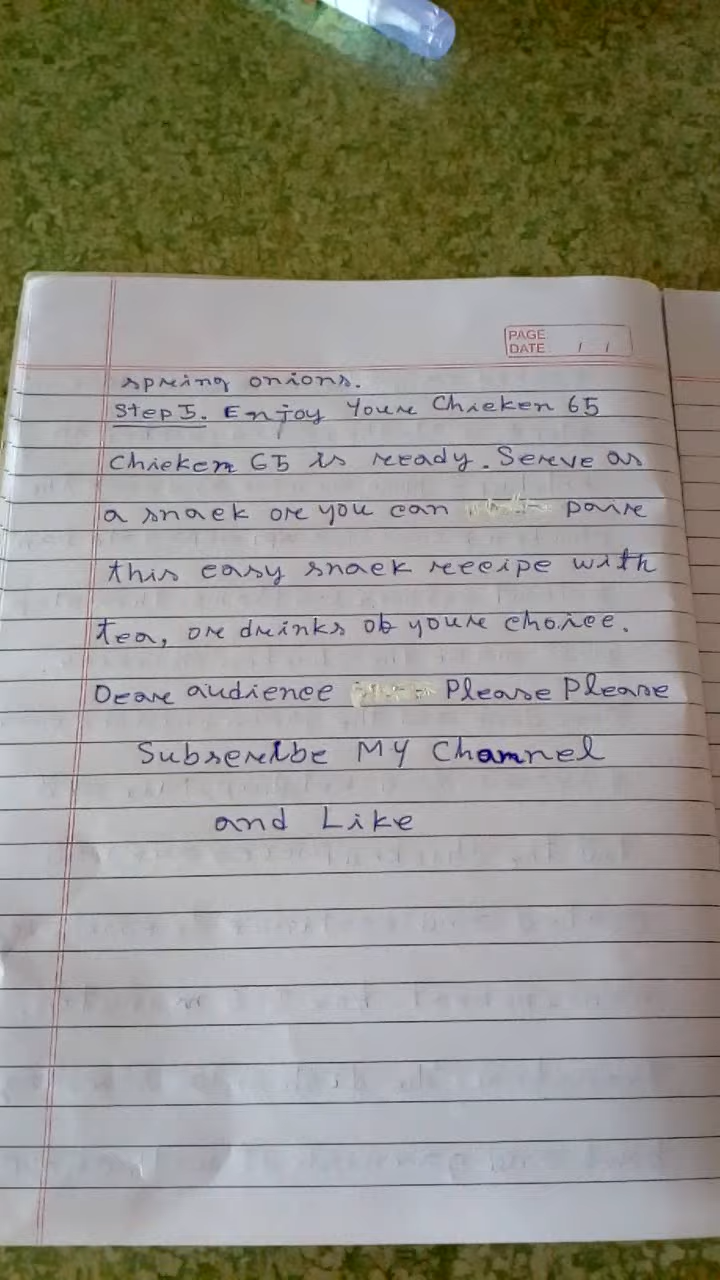 PAGE
DATE / /
spring onions.
Step 5. Enjoy Your Chicken 65
Chicken 65 is ready. Serve as
a snack or you can pair
this easy snack recipe with
tea, or drinks of your choice.
Dear audience Please Please
Subscribe My Channel
and Like